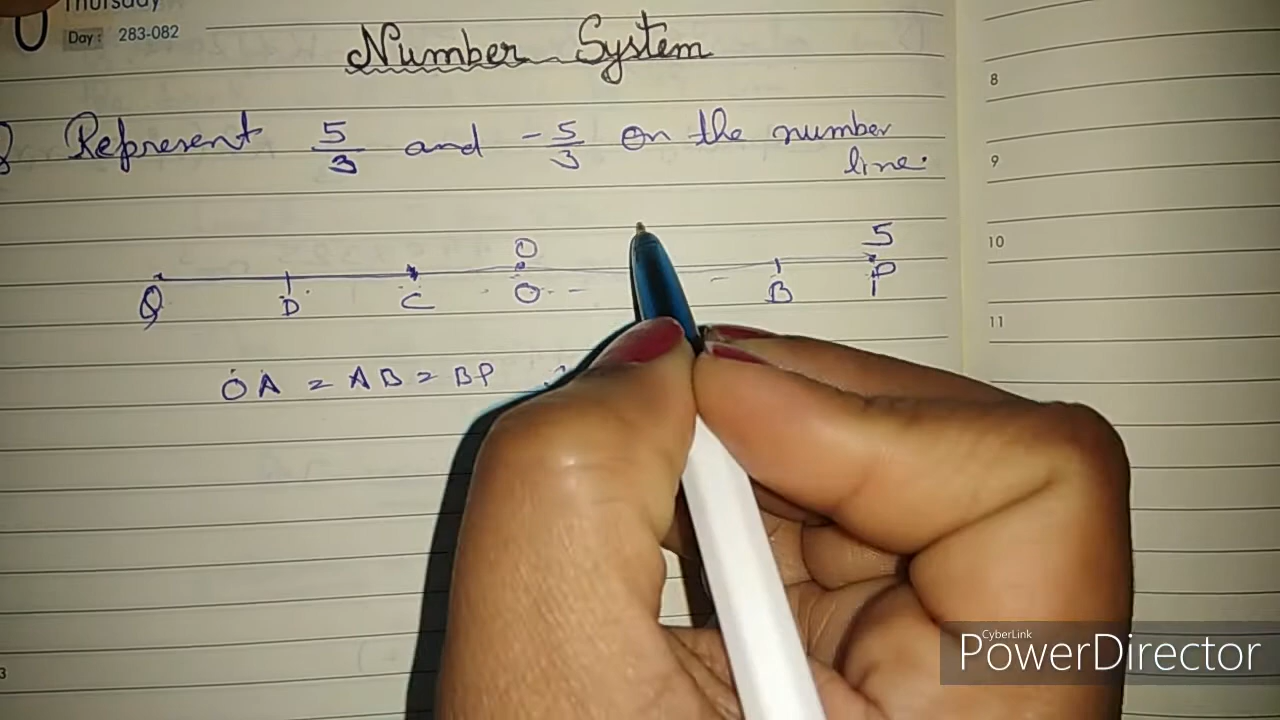 Thursday
Day : 283-082
Number System
Represent 5/3 and -5/3 on the number
line.
8
9
10
11
O 5
Q D C O B P
OA = AB = BP
3
CyberLink
PowerDirector